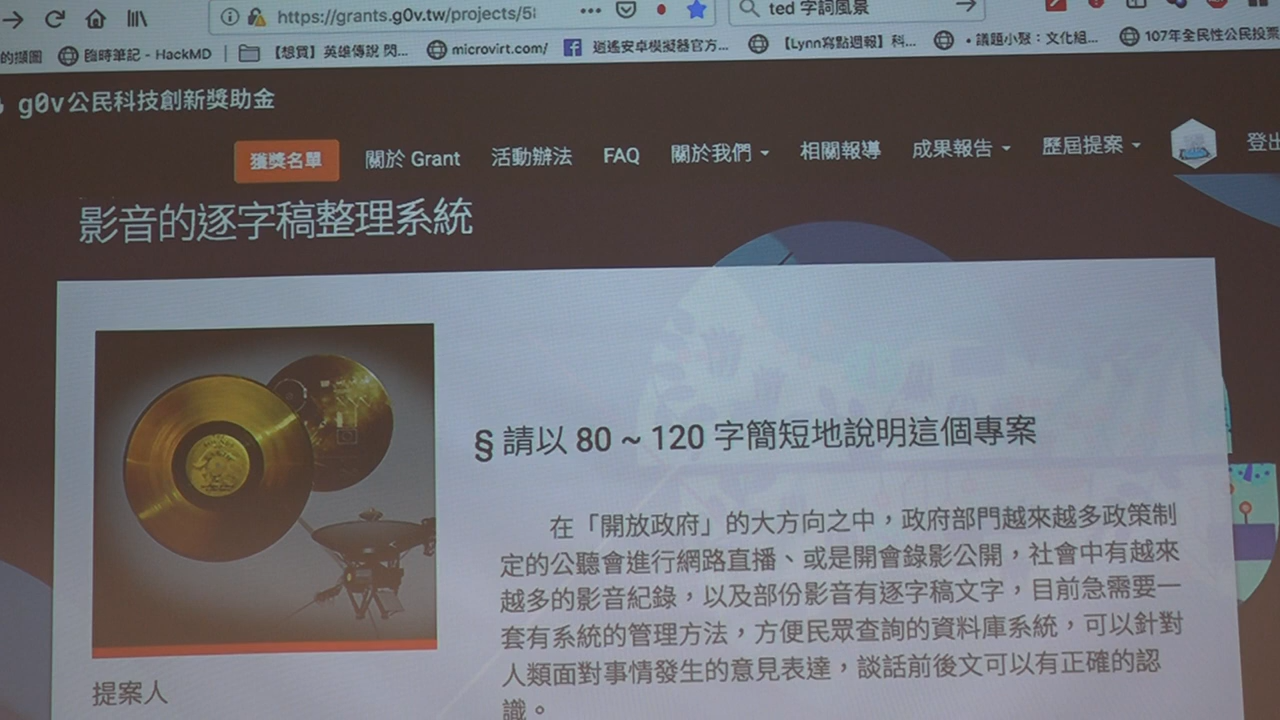 https://grants.g0v.tw/projects/5
ted 字詞風景
的擷圖
臨時筆記 - HackMD
【想買】英雄傳說 閃...
microvirt.com/
逍遙安卓模擬器官方...
【Lynn寫點週報】科...
• 議題小聚：文化組...
107年全民性公民投票
g0v公民科技創新獎助金
獲獎名單
關於 Grant
活動辦法
FAQ
關於我們
相關報導
成果報告
歷屆提案
登出
影音的逐字稿整理系統
§ 請以 80 ~ 120 字簡短地說明這個專案
在「開放政府」的大方向之中，政府部門越來越多政策制
定的公聽會進行網路直播、或是開會錄影公開，社會中有越來
越多的影音紀錄，以及部份影音有逐字稿文字，目前急需要一
套有系統的管理方法，方便民眾查詢的資料庫系統，可以針對
人類面對事情發生的意見表達，談話前後文可以有正確的認
識。
提案人